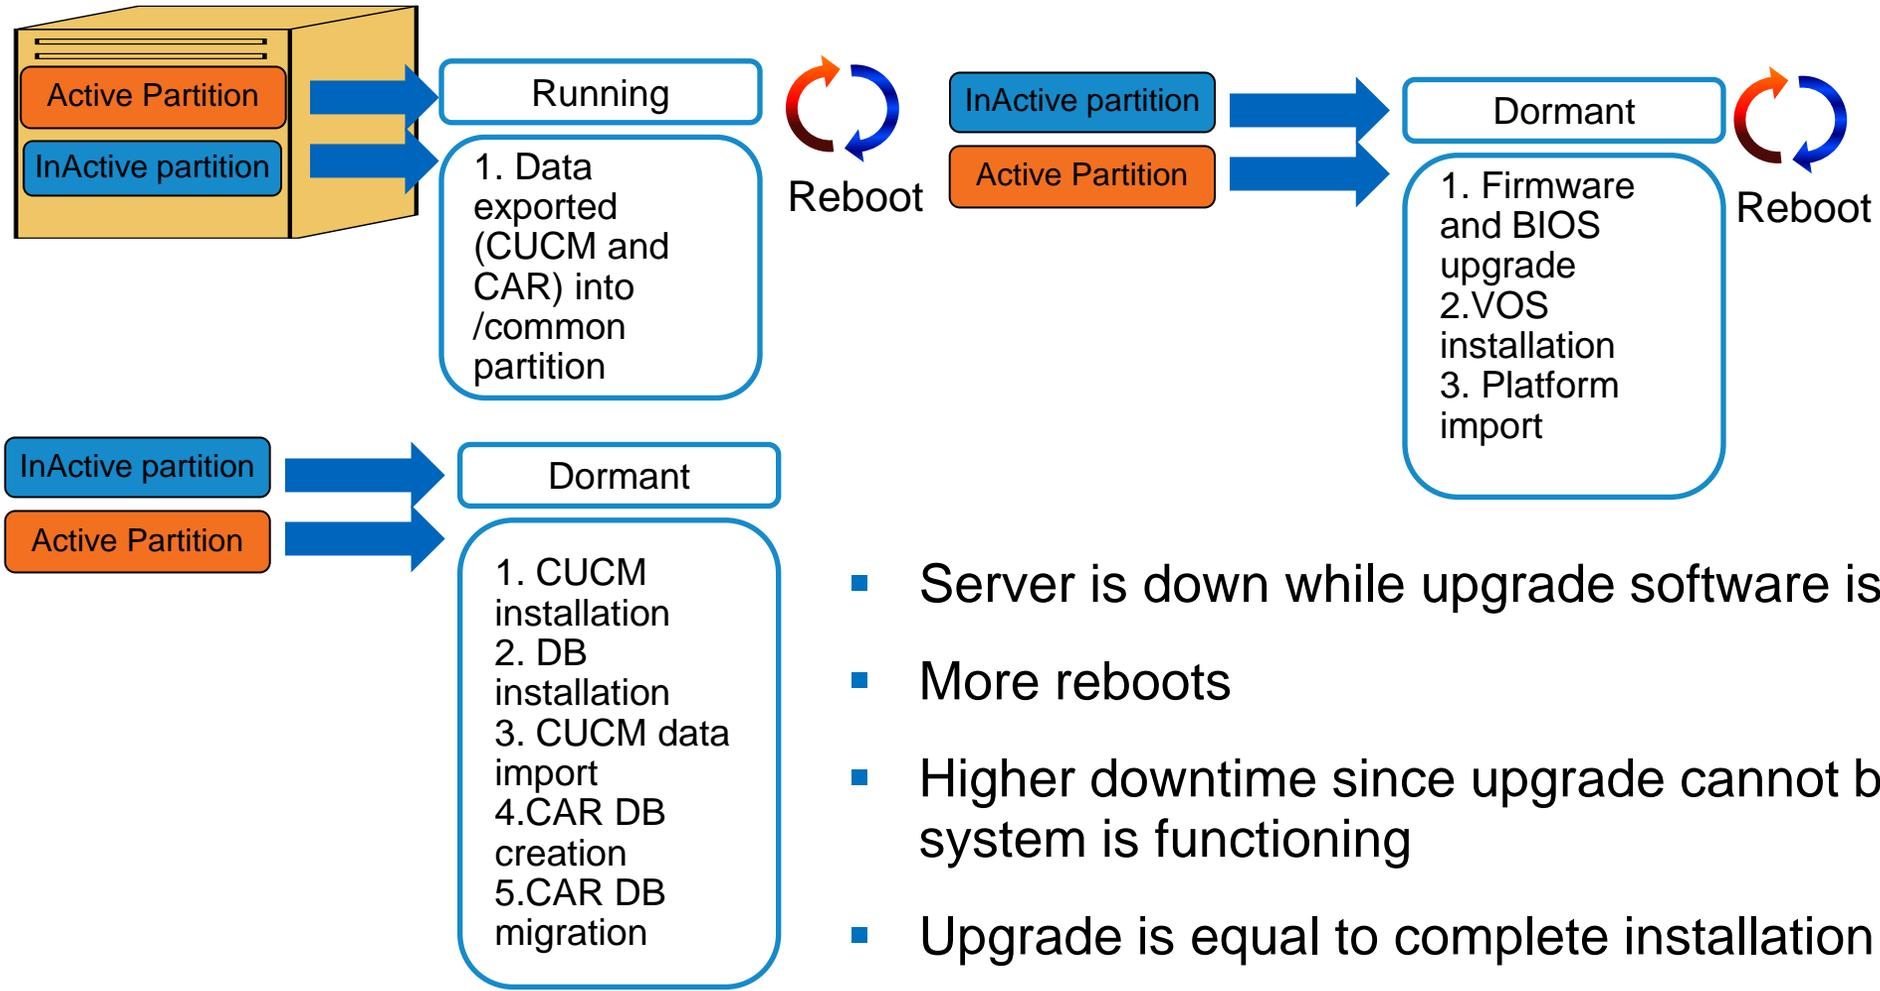 Active Partition
InActive partition
Running
1. Data
exported
(CUCM and
CAR) into
/common
partition
Reboot
InActive partition
Active Partition
Dormant
1. Firmware
and BIOS
upgrade
2.VOS
installation
3. Platform
import
Reboot
InActive partition
Active Partition
Dormant
1. CUCM
installation
2. DB
installation
3. CUCM data
import
4.CAR DB
creation
5.CAR DB
migration
Server is down while upgrade software is
More reboots
Higher downtime since upgrade cannot b
system is functioning
Upgrade is equal to complete installation